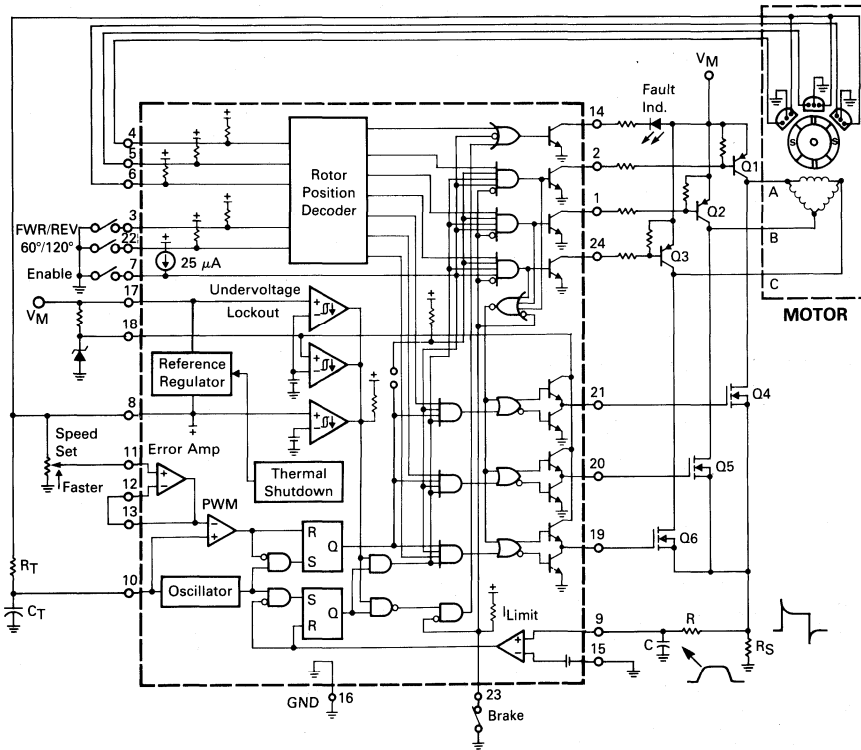 MOTOR
VM
Fault
Ind.
14
4
5
6
2
Q1
Rotor
Position
Decoder
1
Q2
A
B
C
24
Q3
FWR/REV
3
60°/120°
22
Enable
7
25 μA
VM
17
Undervoltage
Lockout
18
Reference
Regulator
8
21
Q4
Speed
Set
Faster
11
Error Amp
12
13
Thermal
Shutdown
20
Q5
PWM
R
Q
S
19
Q6
RT
10
Oscillator
S
Q
R
CT
ILimit
9
R
C
RS
15
GND
16
23
Brake
S
S